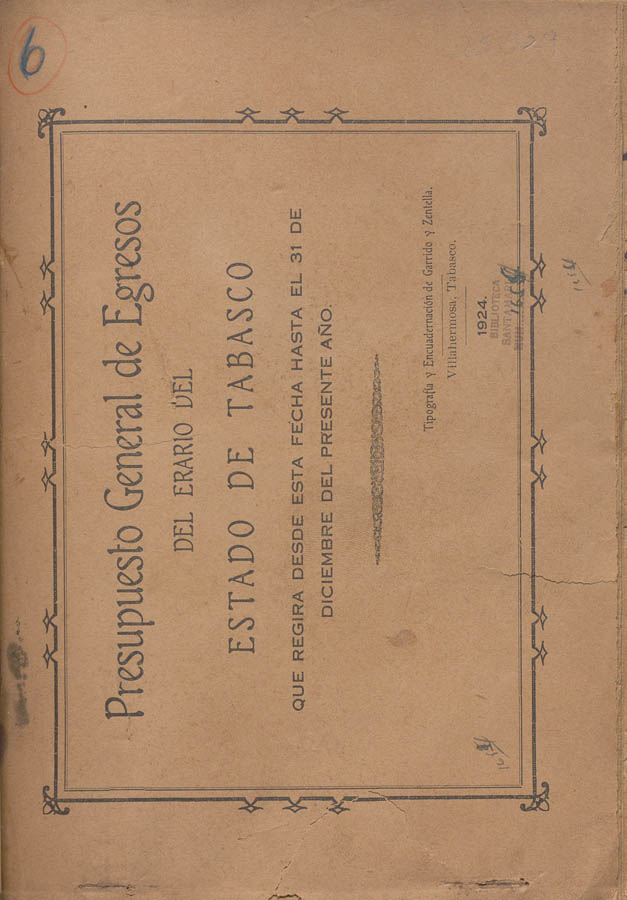 6
Presupuesto General de Egresos
DEL ERARIO DEL
ESTADO DE TABASCO
QUE REGIRA DESDE ESTA FECHA HASTA EL 31 DE
DICIEMBRE DEL PRESENTE AÑO.
Tipografía y Encuadernación de Garrido y Zentella.
Villahermosa, Tabasco.
1924.
BIBLIOTECA